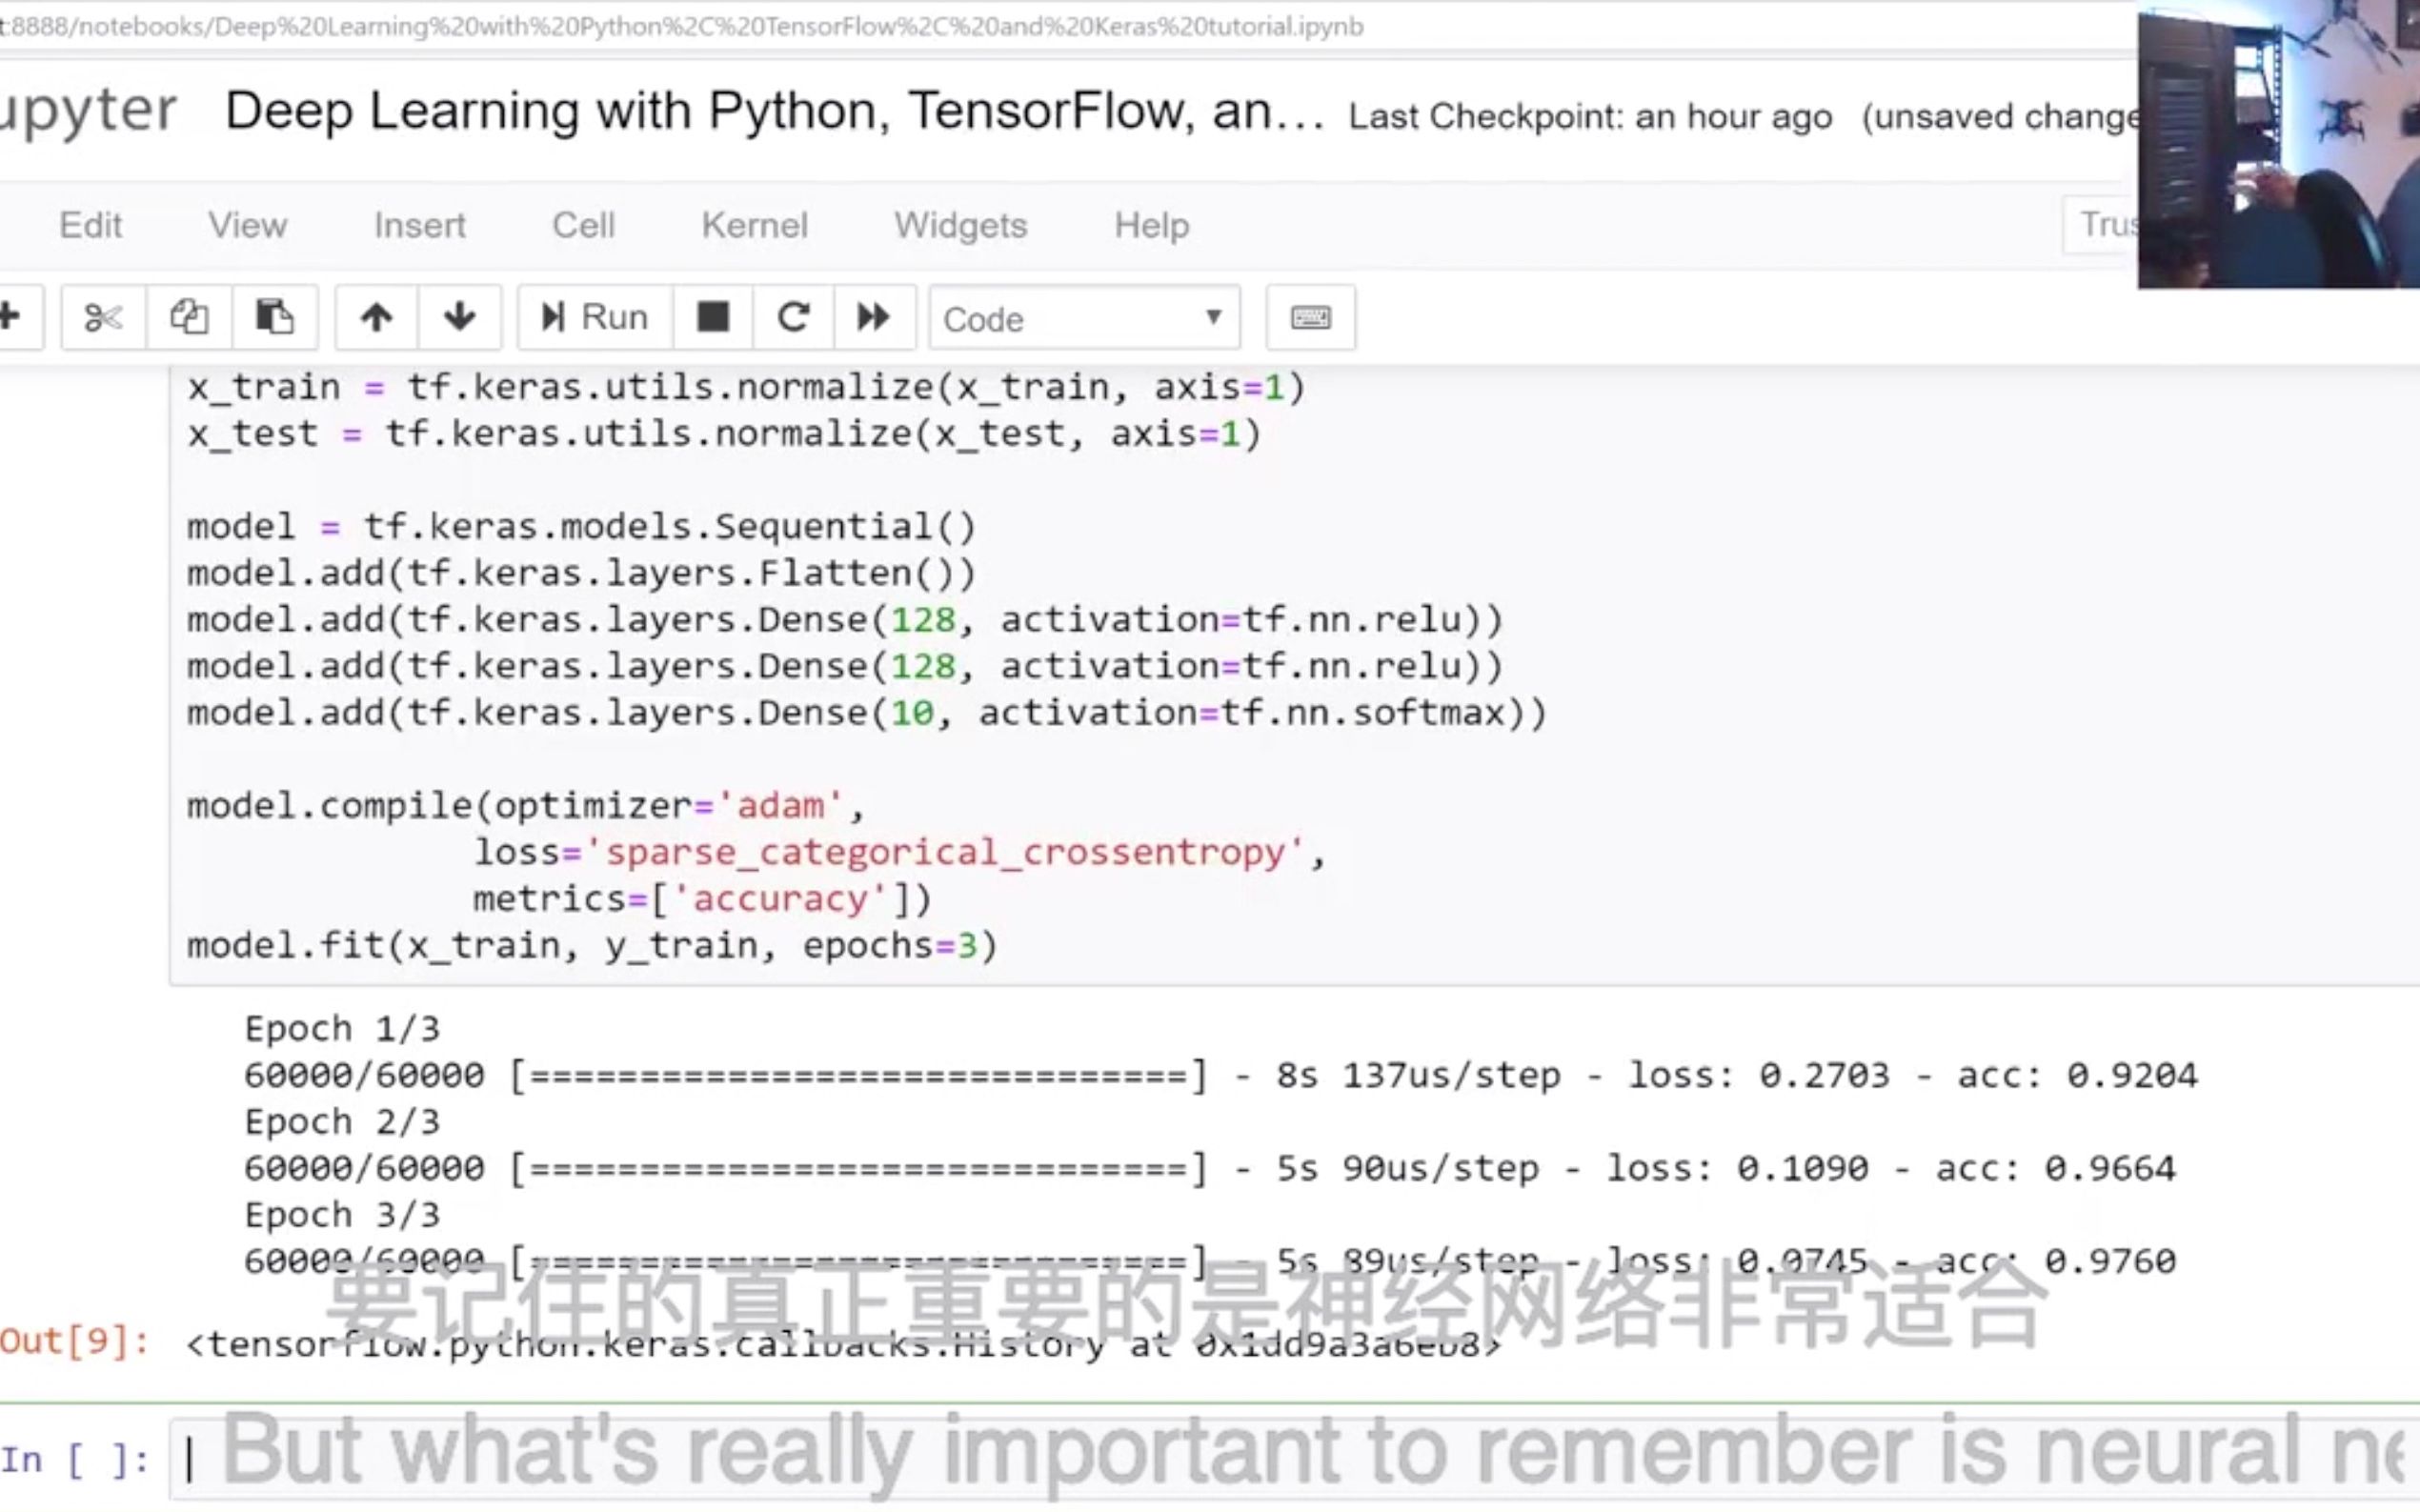 t:8888/notebooks/Deep%20Learning%20with%20Python%2C%20TensorFlow%2C%20and%20Keras%20tutorial.ipynb
upyter Deep Learning with Python, TensorFlow, an... Last Checkpoint: an hour ago (unsaved change
Edit View Insert Cell Kernel Widgets Help Trus
Run Code
x_train = tf.keras.utils.normalize(x_train, axis=1)
x_test = tf.keras.utils.normalize(x_test, axis=1)
model = tf.keras.models.Sequential()
model.add(tf.keras.layers.Flatten())
model.add(tf.keras.layers.Dense(128, activation=tf.nn.relu))
model.add(tf.keras.layers.Dense(128, activation=tf.nn.relu))
model.add(tf.keras.layers.Dense(10, activation=tf.nn.softmax))
model.compile(optimizer='adam',
loss='sparse_categorical_crossentropy',
metrics=['accuracy'])
model.fit(x_train, y_train, epochs=3)
Epoch 1/3
60000/60000 [==============================] - 8s 137us/step - loss: 0.2703 - acc: 0.9204
Epoch 2/3
60000/60000 [==============================] - 5s 90us/step - loss: 0.1090 - acc: 0.9664
Epoch 3/3
60000/60000 [==============================] - 5s 89us/step - loss: 0.0745 - acc: 0.9760
要记住的真正重要的是神经网络非常适合
Out[9]: <tensorflow.python.keras.callbacks.History at 0x1dd9a3a6eb8>
In [ ]:
But what's really important to remember is neural ne